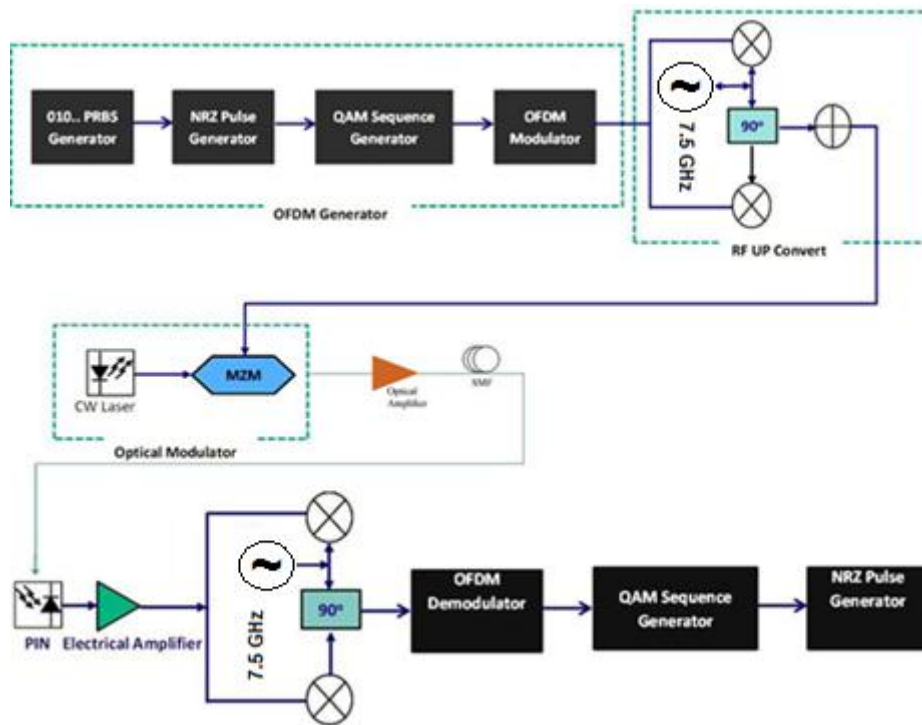 010.. PRBS
Generator
NRZ Pulse
Generator
QAM Sequence
Generator
OFDM
Modulator
OFDM Generator
~
7.5 GHz
90°
RF UP Convert
CW Laser
MZM
Optical Modulator
Optical
Amplifier
SMF
PIN
Electrical Amplifier
~
7.5 GHz
90°
OFDM
Demodulator
QAM Sequence
Generator
NRZ Pulse
Generator